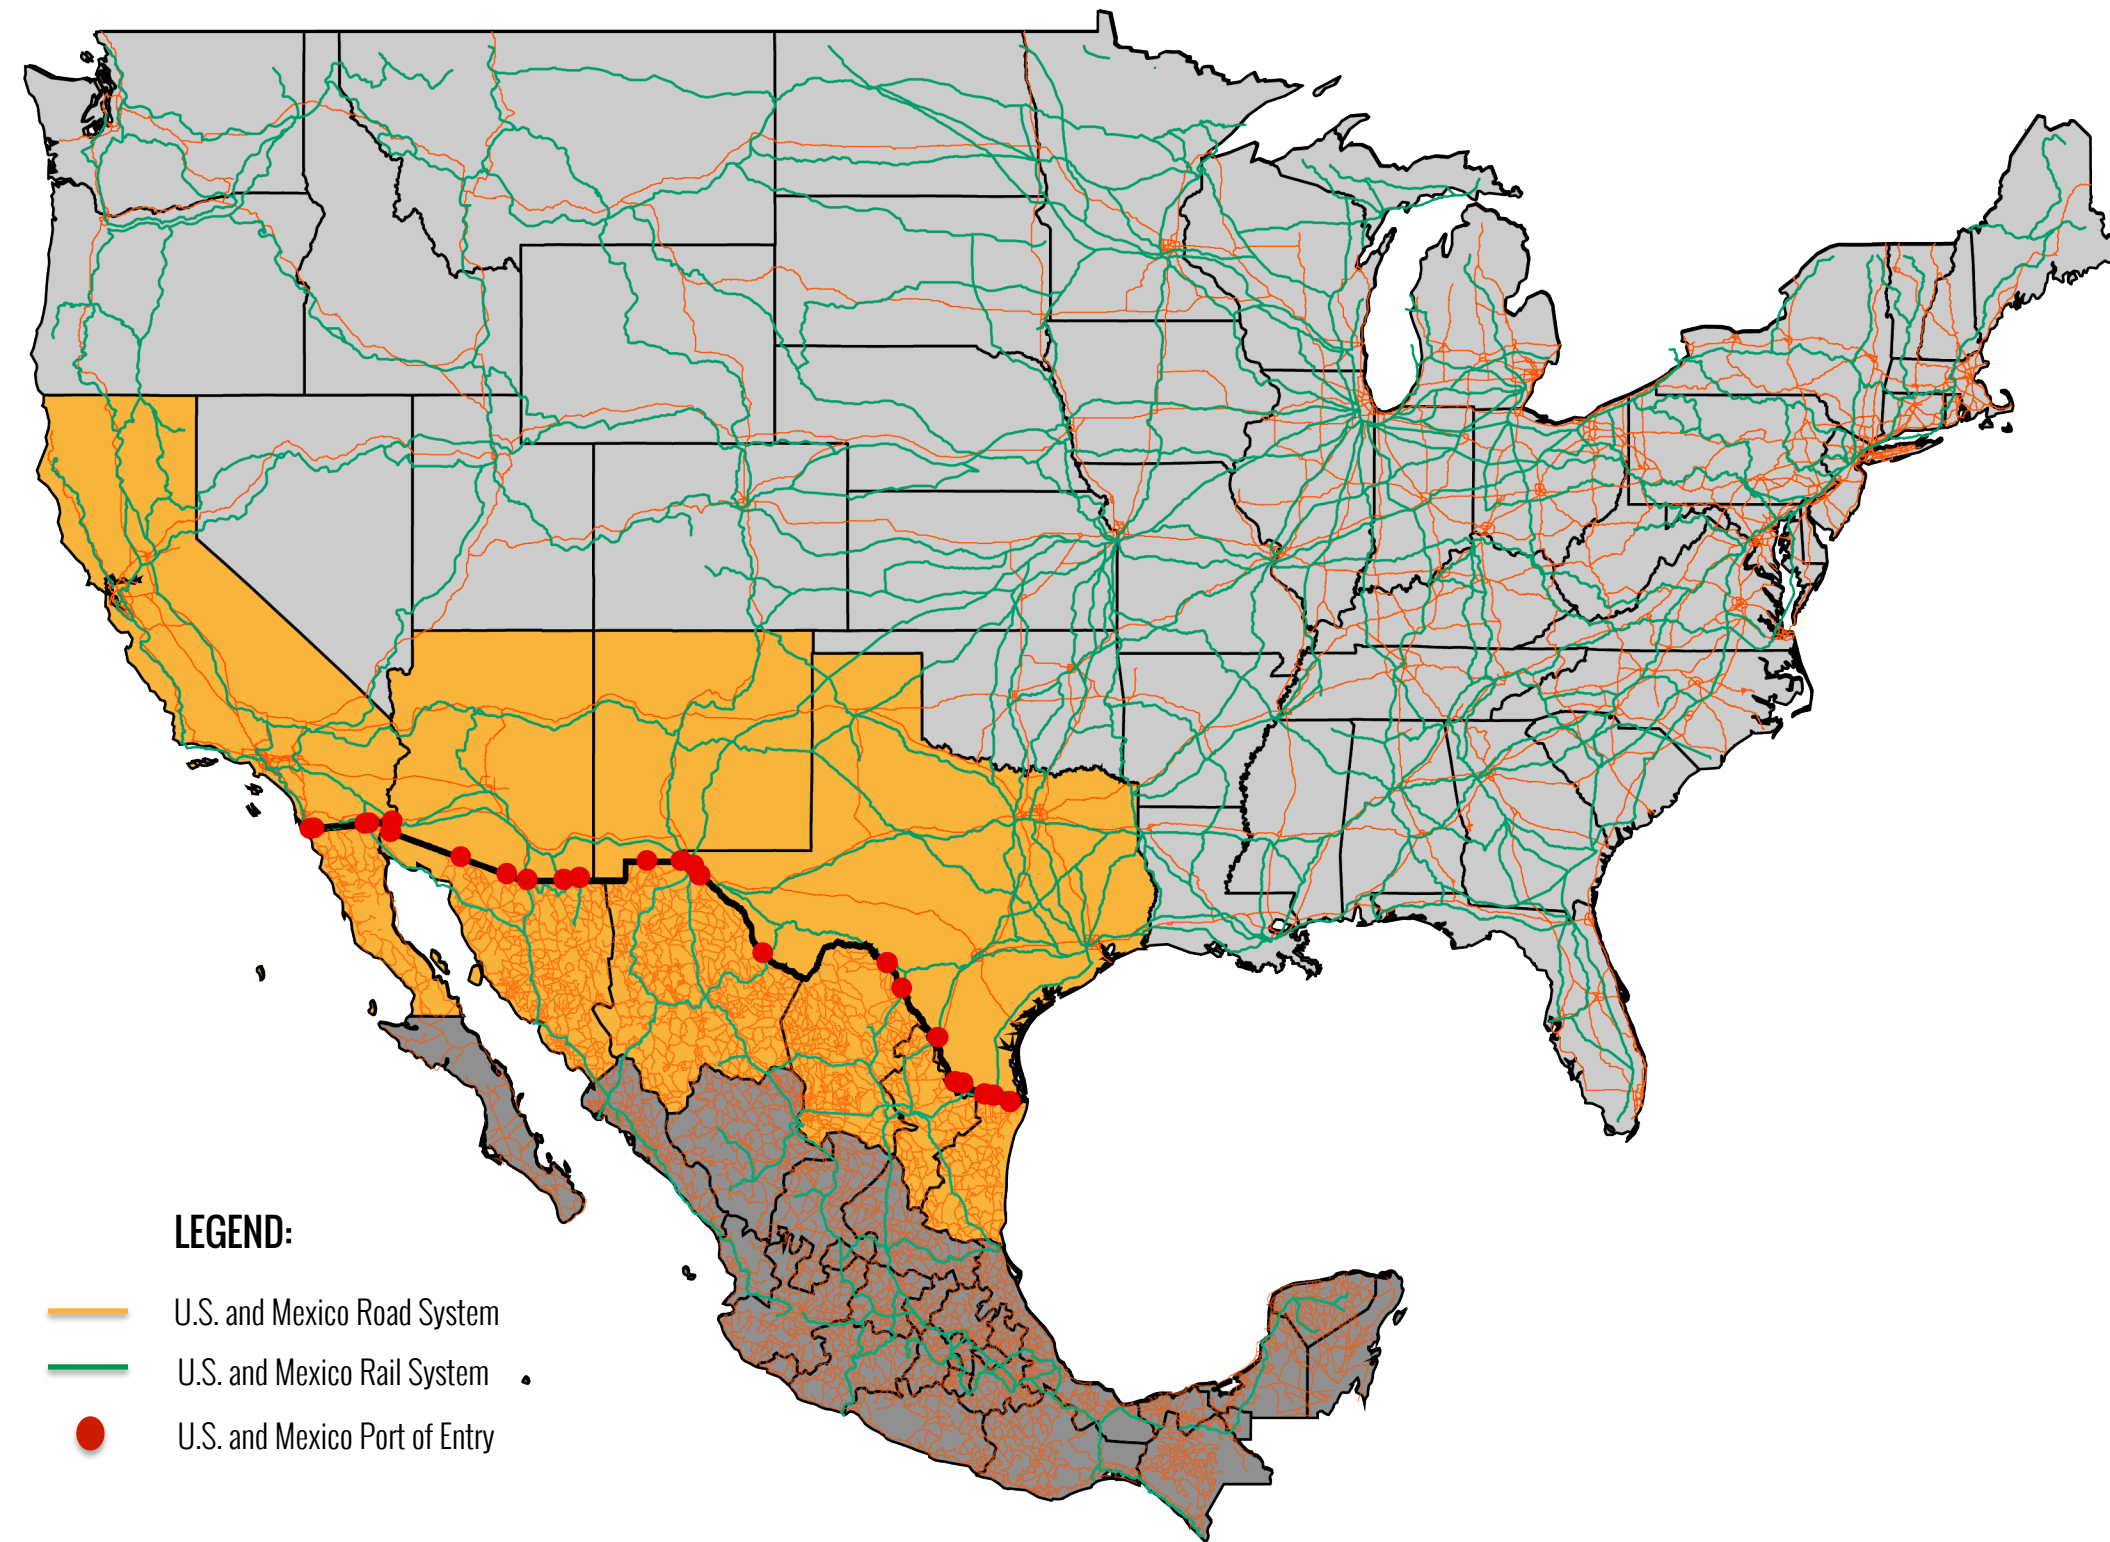 LEGEND:
U.S. and Mexico Road System
U.S. and Mexico Rail System
U.S. and Mexico Port of Entry